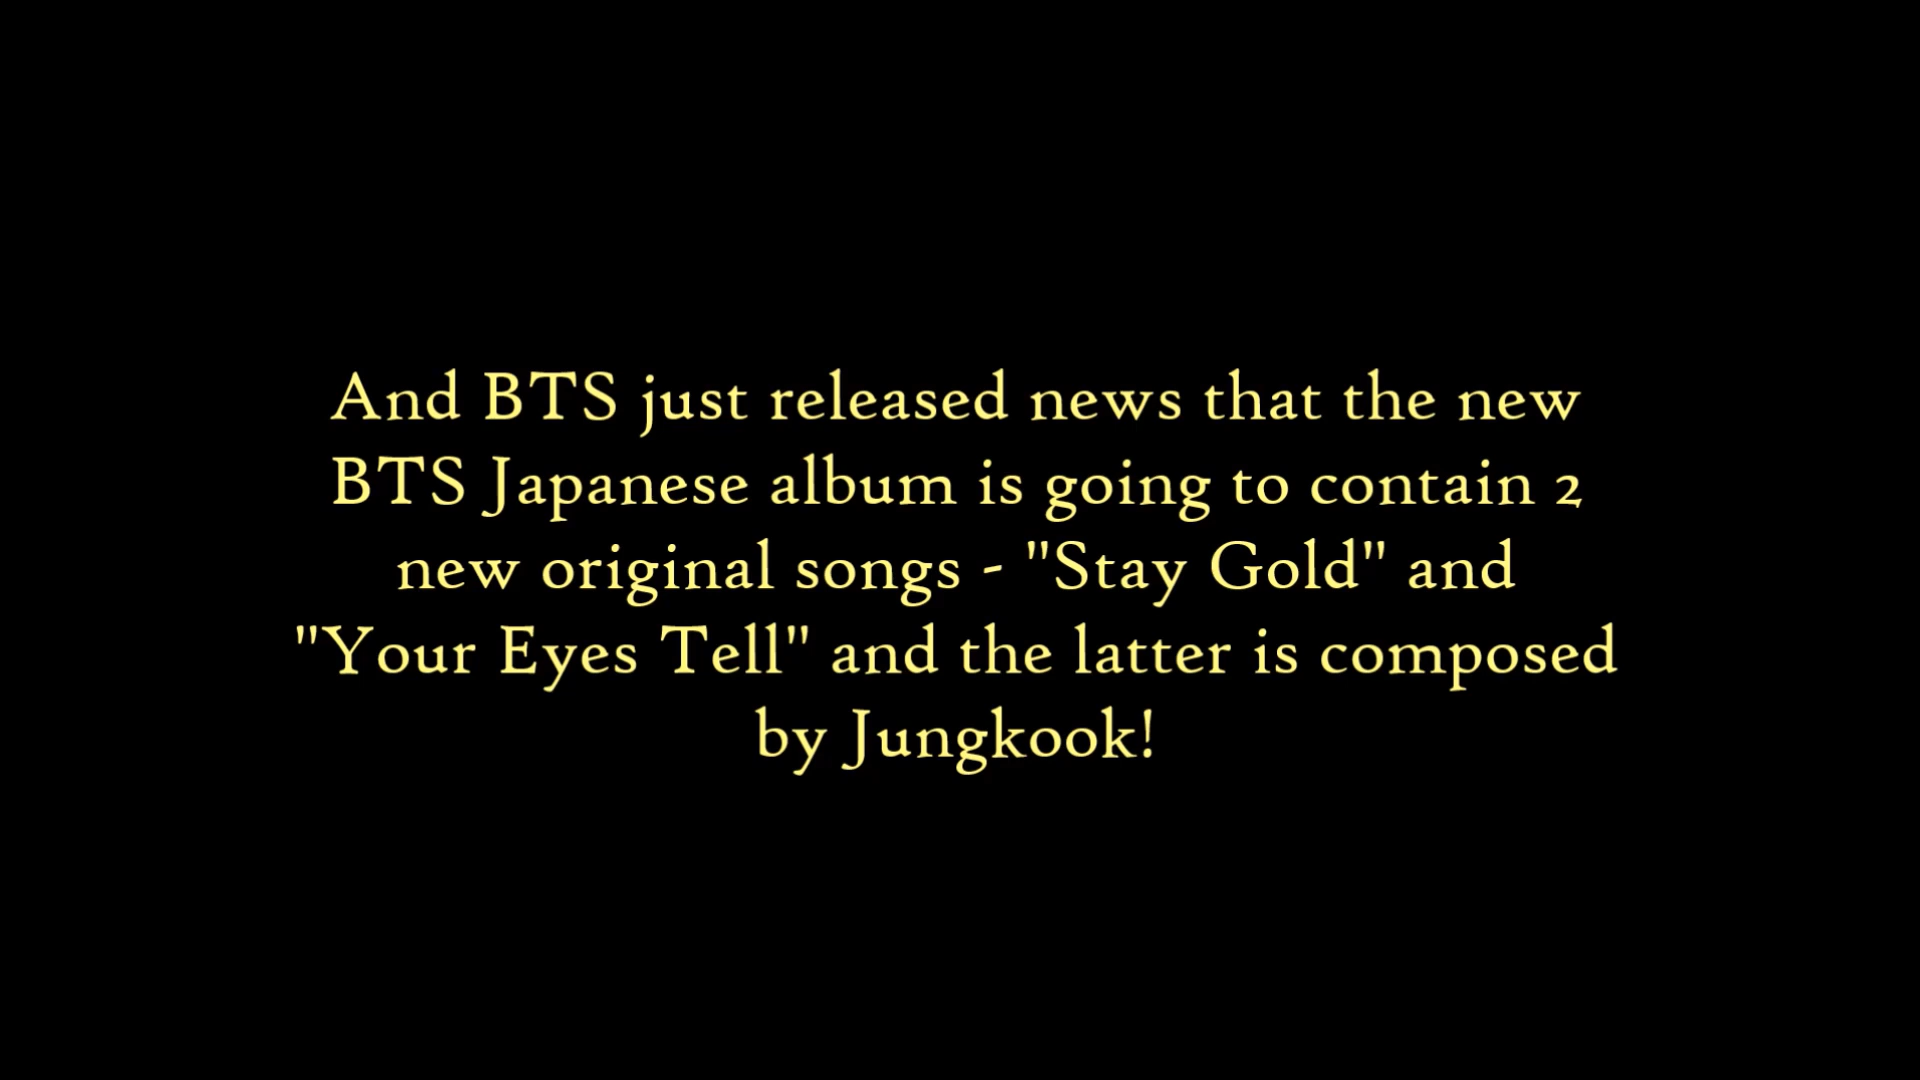 And BTS just released news that the new
BTS Japanese album is going to contain 2
new original songs - "Stay Gold" and
"Your Eyes Tell" and the latter is composed
by Jungkook!